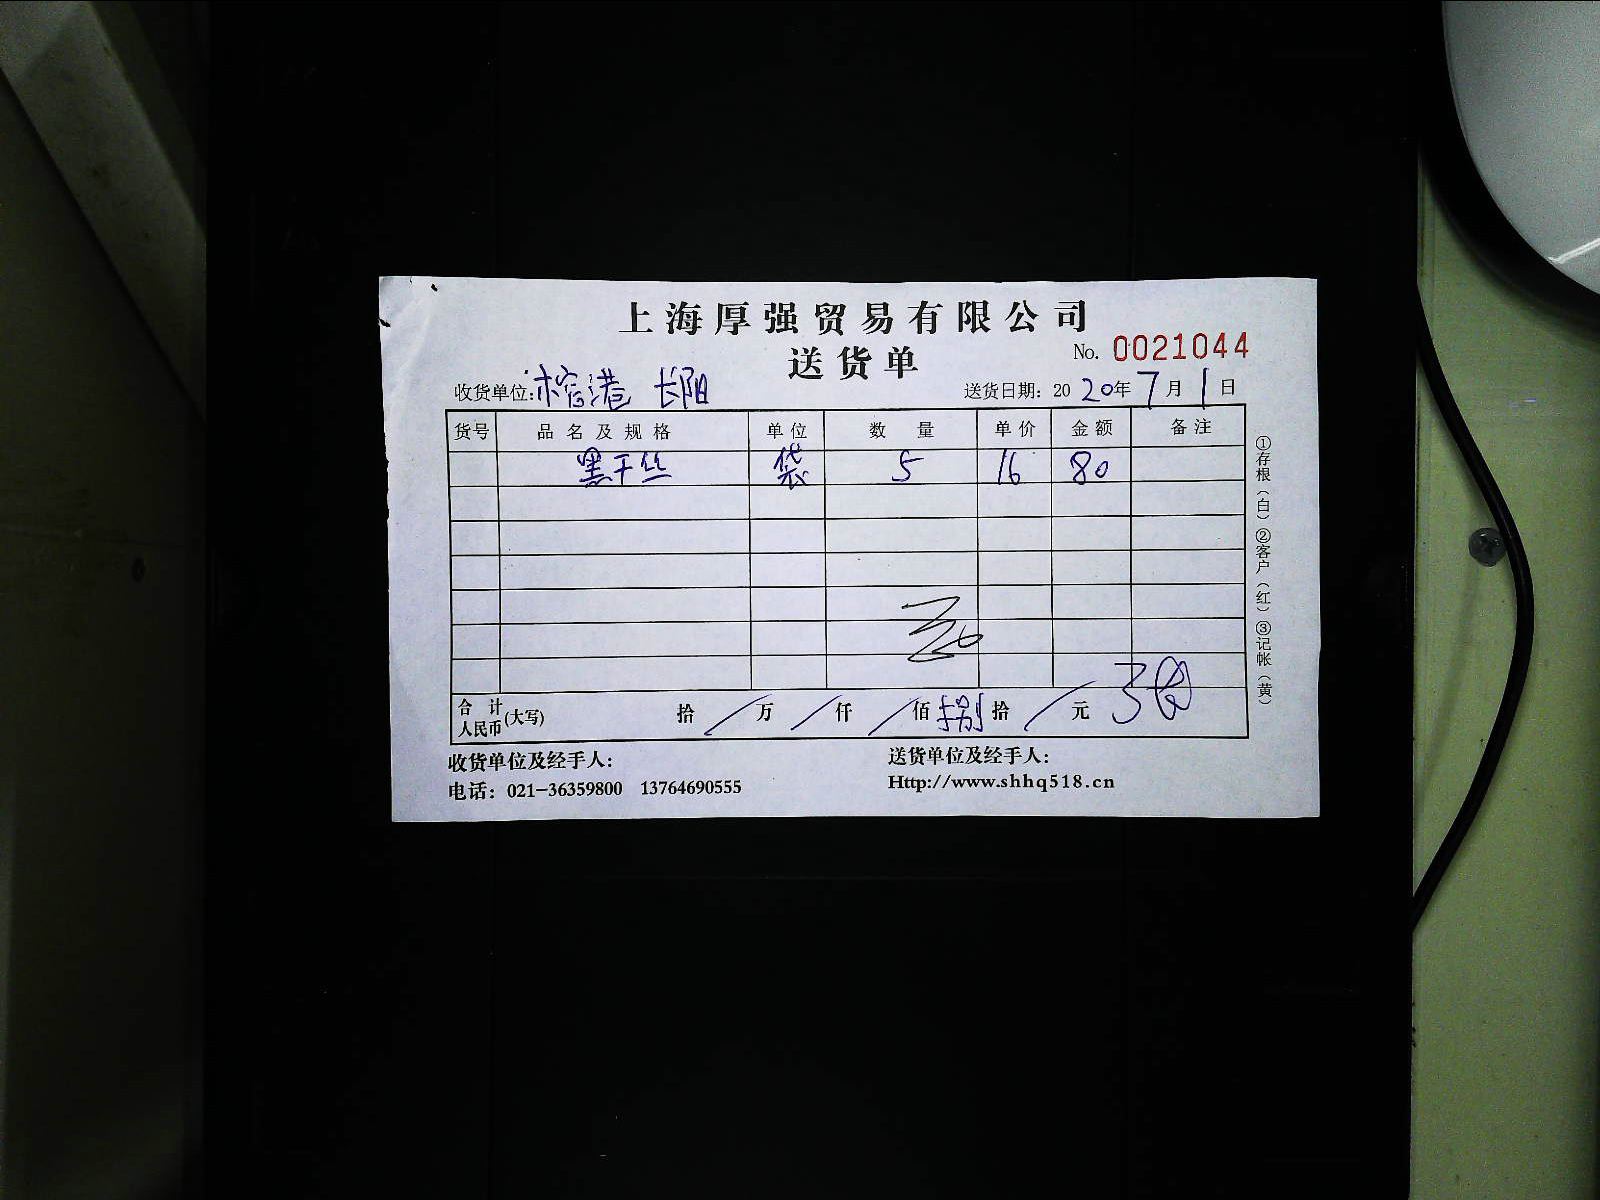 上海厚强贸易有限公司
送货单
No. 0021044
收货单位: 榕港 长阳
送货日期: 2020年7月1日
货号 品名及规格 单位 数量 单价 金额 备注
黑干丝 袋 5 16 80
合计人民币(大写) 拾/万/仟/佰捌拾/元
收货单位及经手人:
送货单位及经手人:
电话: 021-36359800 13764690555
Http://www.shhq518.cn
①存根(白)②客户(红)③记帐(黄)